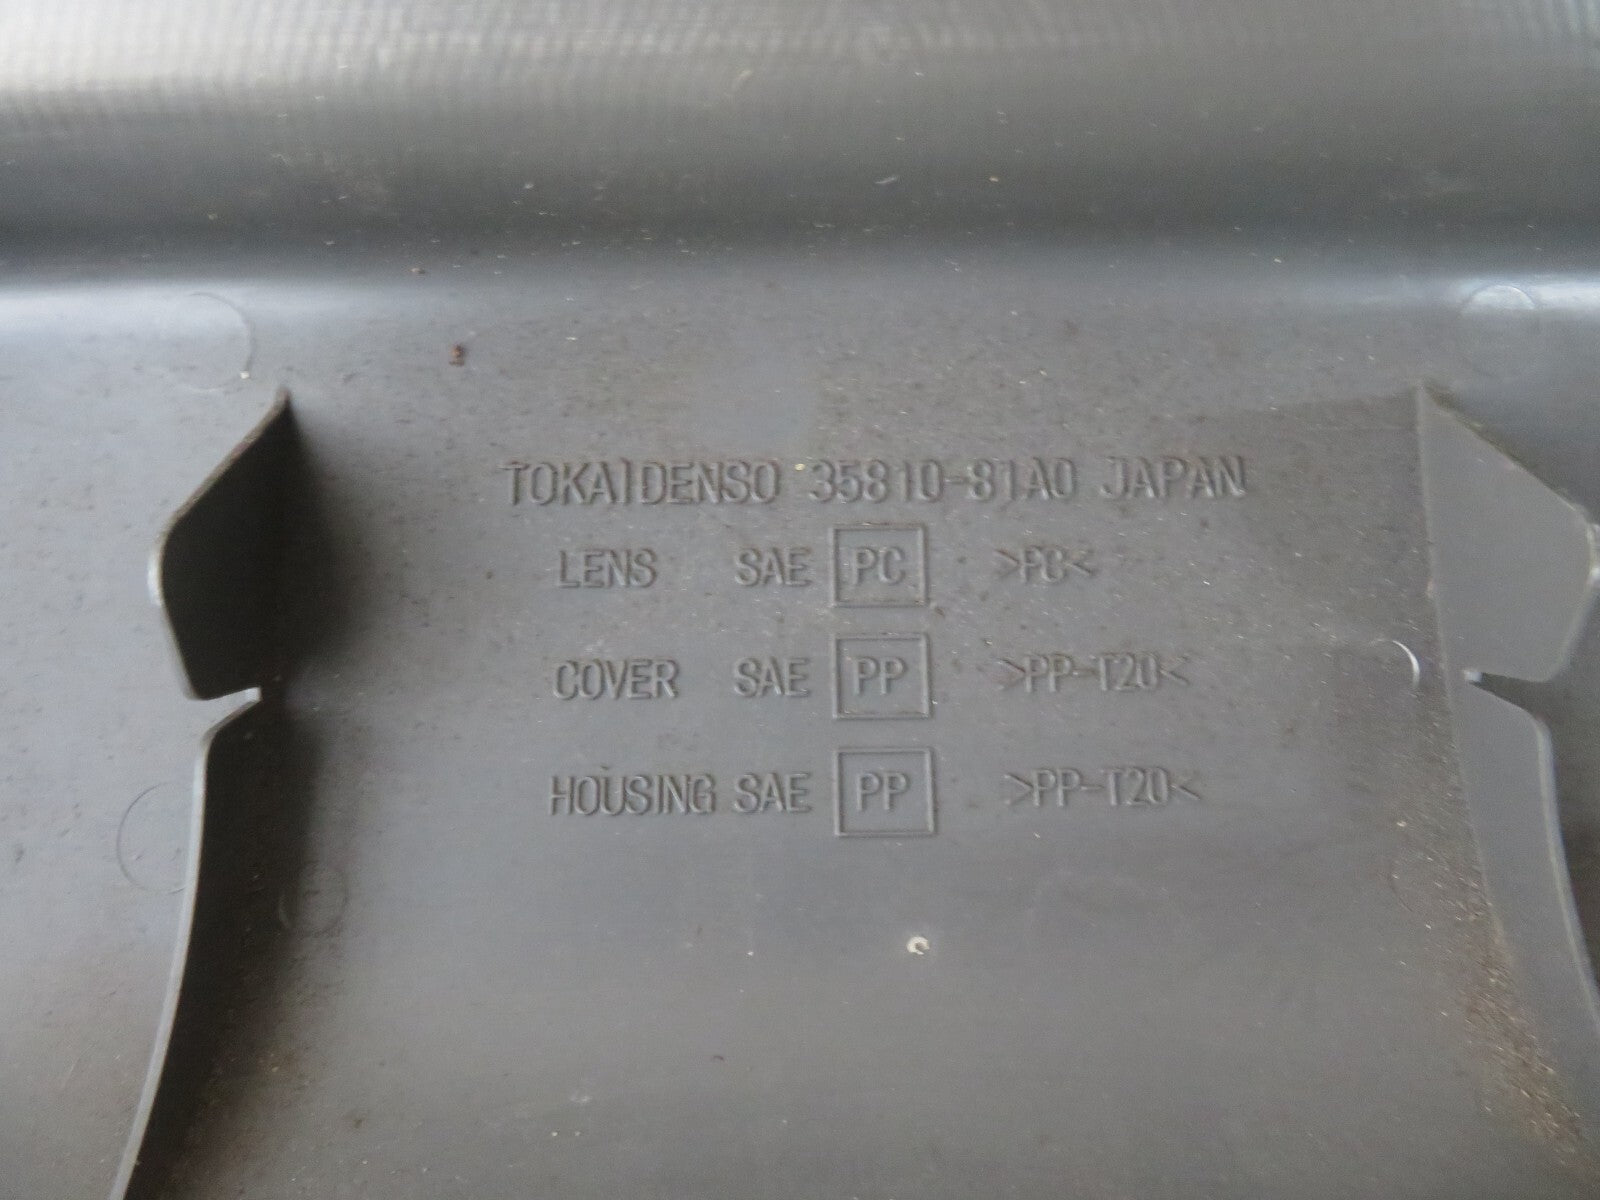 TOKAIDENSO 35810-81A0 JAPAN
LENS SAE PC >PC<
COVER SAE PP >PP-T20<
HOUSING SAE PP >PP-T20<